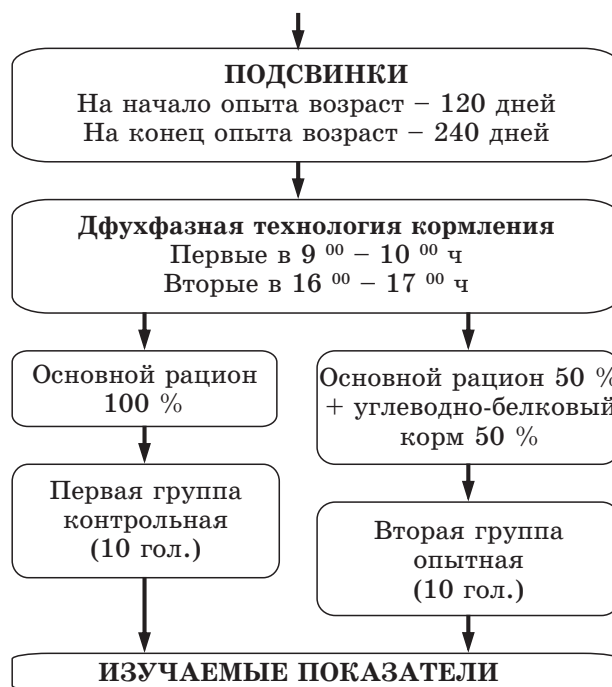 ПОДСВИНКИ
На начало опыта возраст – 120 дней
На конец опыта возраст – 240 дней
Дфухфазная технология кормления
Первые в 9 ⁰⁰ – 10 ⁰⁰ ч
Вторые в 16 ⁰⁰ – 17 ⁰⁰ ч
Основной рацион
100 %
Основной рацион 50 %
+ углеводно-белковый
корм 50 %
Первая группа
контрольная
(10 гол.)
Вторая группа
опытная
(10 гол.)
ИЗУЧАЕМЫЕ ПОКАЗАТЕЛИ